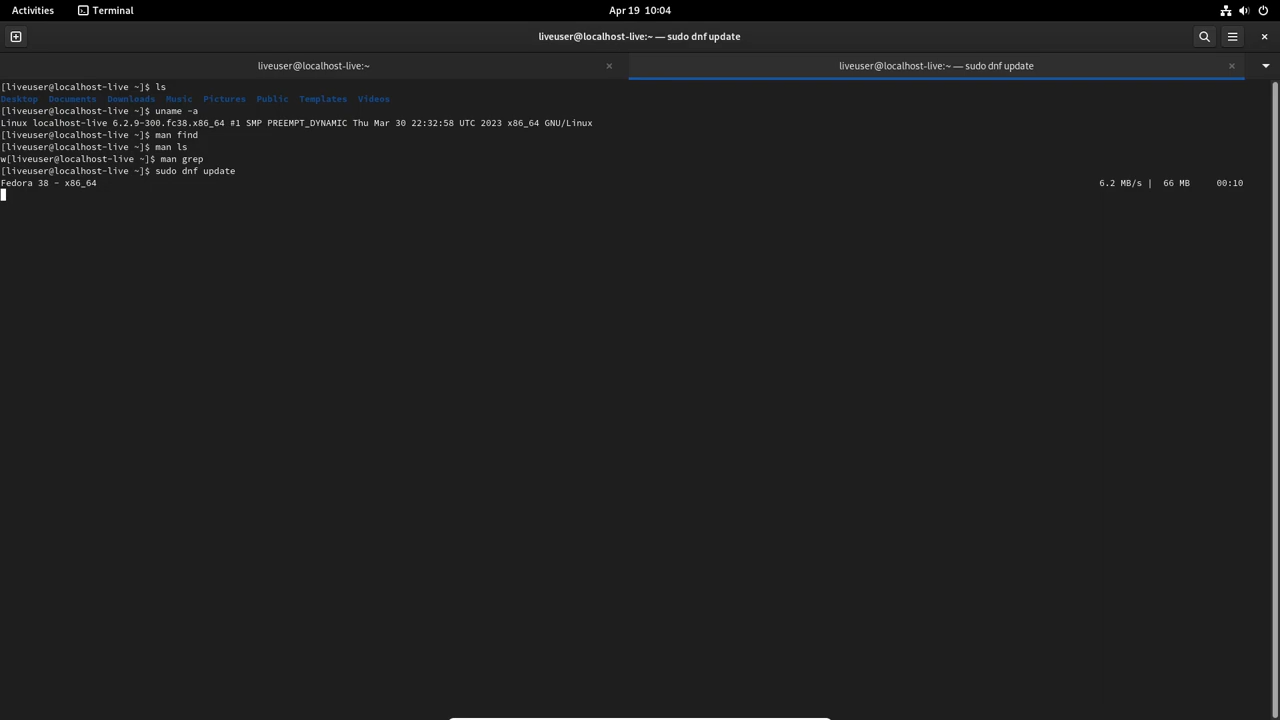 Activities Terminal Apr 19 10:04
liveuser@localhost-live:~ — sudo dnf update
liveuser@localhost-live:~ liveuser@localhost-live:~ — sudo dnf update
[liveuser@localhost-live ~]$ ls
Desktop Documents Downloads Music Pictures Public Templates Videos
[liveuser@localhost-live ~]$ uname -a
Linux localhost-live 6.2.9-300.fc38.x86_64 #1 SMP PREEMPT_DYNAMIC Thu Mar 30 22:32:58 UTC 2023 x86_64 GNU/Linux
[liveuser@localhost-live ~]$ man find
[liveuser@localhost-live ~]$ man ls
w[liveuser@localhost-live ~]$ man grep
[liveuser@localhost-live ~]$ sudo dnf update
Fedora 38 - x86_64 6.2 MB/s | 66 MB 00:10